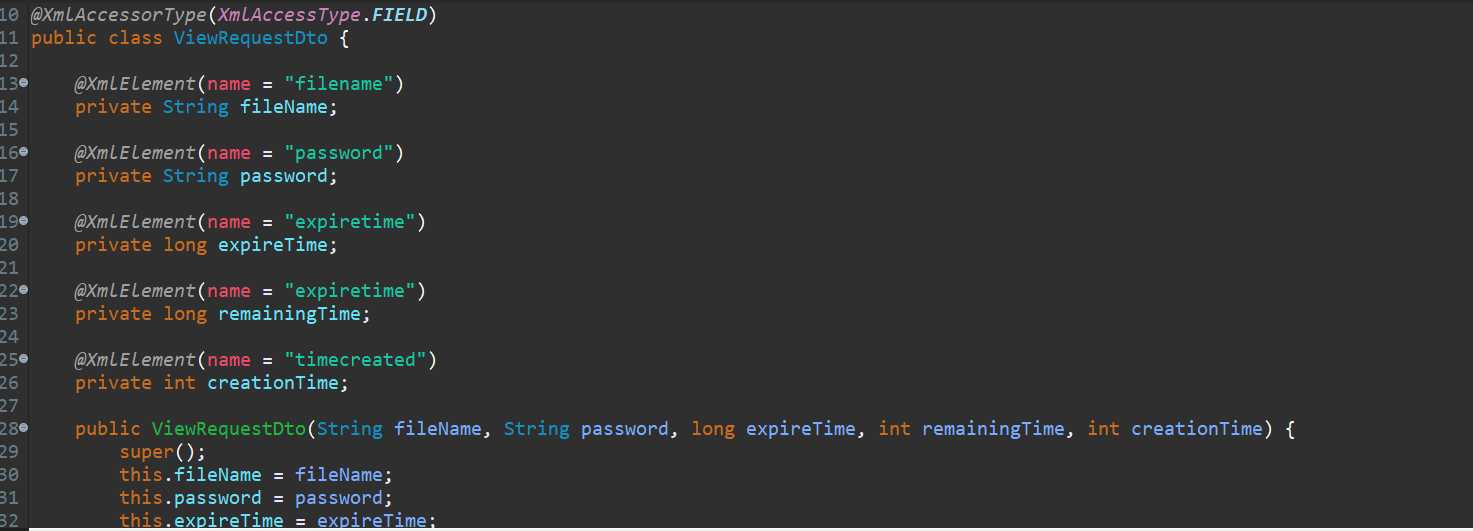 10 @XmlAccessorType(XmlAccessType.FIELD)
11 public class ViewRequestDto {
12
13 @XmlElement(name = "filename")
14 private String fileName;
15
16 @XmlElement(name = "password")
17 private String password;
18
19 @XmlElement(name = "expiretime")
20 private long expireTime;
21
22 @XmlElement(name = "expiretime")
23 private long remainingTime;
24
25 @XmlElement(name = "timecreated")
26 private int creationTime;
27
28 public ViewRequestDto(String fileName, String password, long expireTime, int remainingTime, int creationTime) {
29 super();
30 this.fileName = fileName;
31 this.password = password;
32 this.expireTime = expireTime;